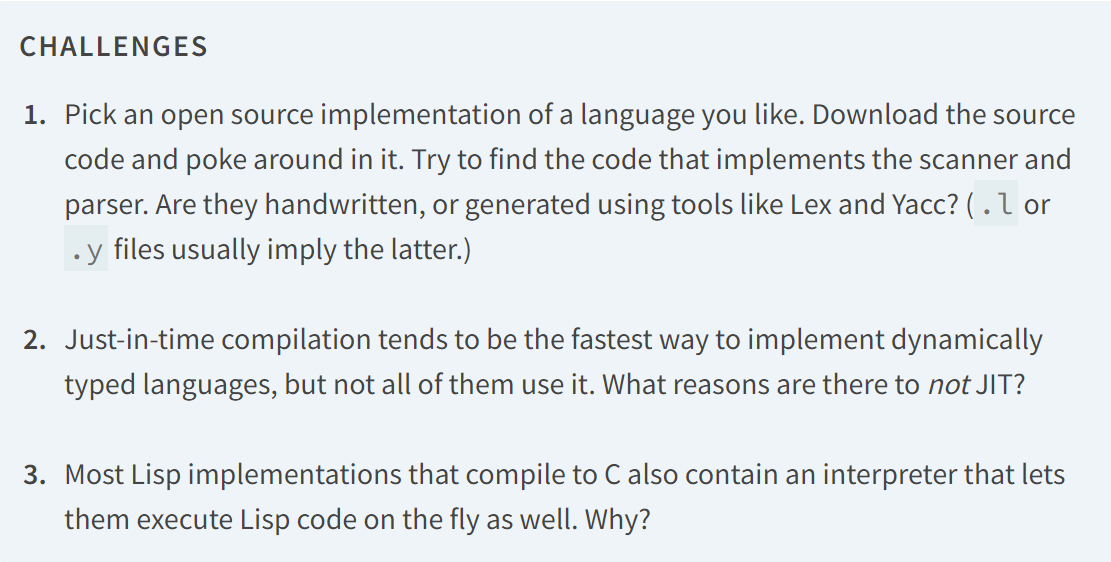 CHALLENGES
1. Pick an open source implementation of a language you like. Download the source
code and poke around in it. Try to find the code that implements the scanner and
parser. Are they handwritten, or generated using tools like Lex and Yacc? (.l or
.y files usually imply the latter.)
2. Just-in-time compilation tends to be the fastest way to implement dynamically
typed languages, but not all of them use it. What reasons are there to not JIT?
3. Most Lisp implementations that compile to C also contain an interpreter that lets
them execute Lisp code on the fly as well. Why?